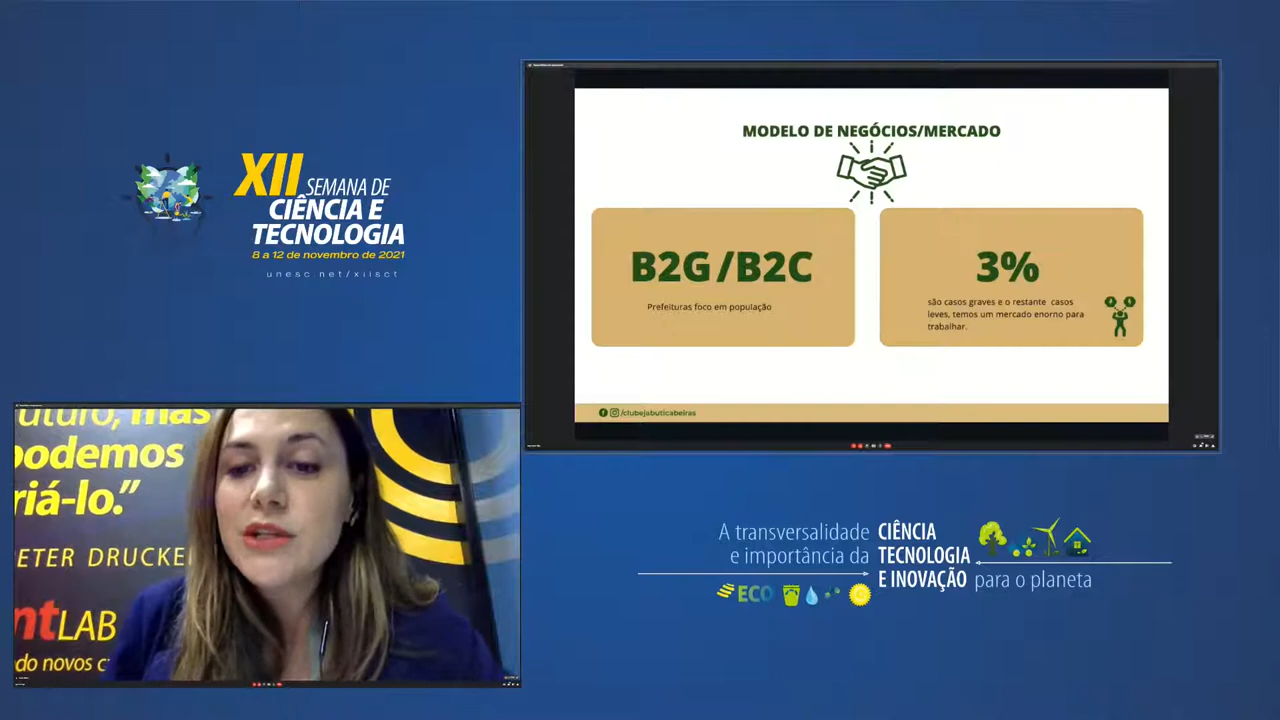 XII SEMANA DE
CIÊNCIA E
TECNOLOGIA
8 a 12 de novembro de 2021
unesc.net/xiisct
MODELO DE NEGÓCIOS/MERCADO
B2G/B2C
Prefeituras foco em população
3%
são casos graves e o restante casos
leves, temos um mercado enorno para
trabalhar.
/clubejabuticabeiras
uturo, mas
podemos
riá-lo.”
ETER DRUCKE
ntLAB
do novos c
A transversalidade
e importância da
CIÊNCIA
TECNOLOGIA
E INOVAÇÃO
para o planeta
ECO